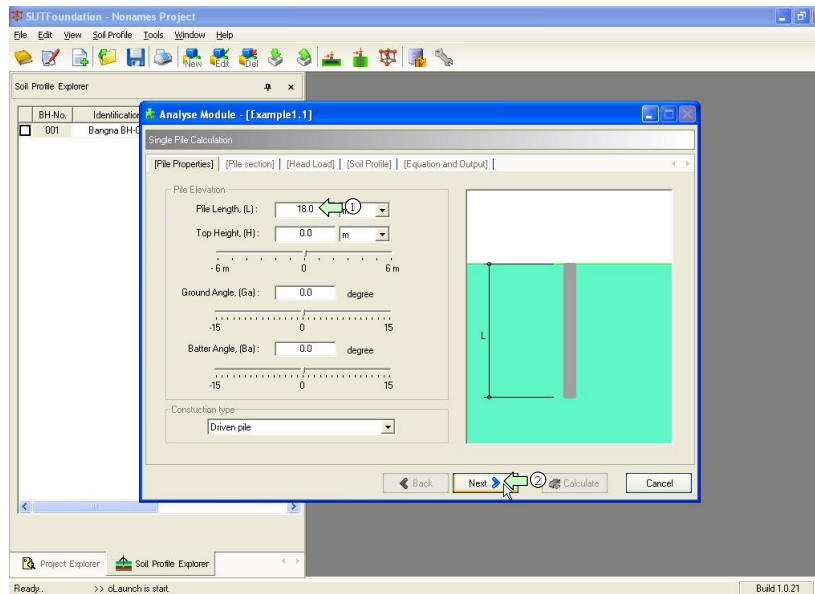 SUTFoundation - Nonames Project
File Edit View Soil Profile Tools Window Help
New Edit Del
Soil Profile Explorer
BH-No. Identification
001 Bangna BH-
Analyse Module - [Example1.1]
Single Pile Calculation
[Pile Properties] [Pile section] [Head Load] [Soil Profile] [Equation and Output]
Pile Elevation
Pile Length, (L) : 18.0 1
Top Height, (H) : 0.0 m
- 6 m 0 6 m
Ground Angle, (Ga) : 0.0 degree
-15 0 15
Batter Angle, (Ba) : 0.0 degree
-15 0 15
L
Constuction type
Driven pile
Back Next 2 Calculate Cancel
Project Explorer Soil Profile Explorer
Ready.. >> oLaunch is start. Build 1.0.21